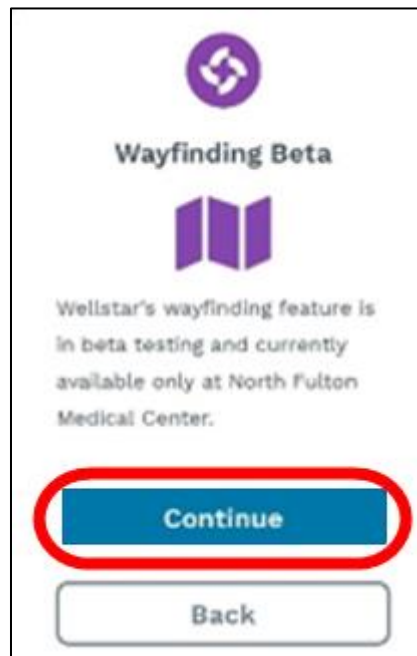 Wayfinding Beta
Wellstar's wayfinding feature is
in beta testing and currently
available only at North Fulton
Medical Center.
Continue
Back